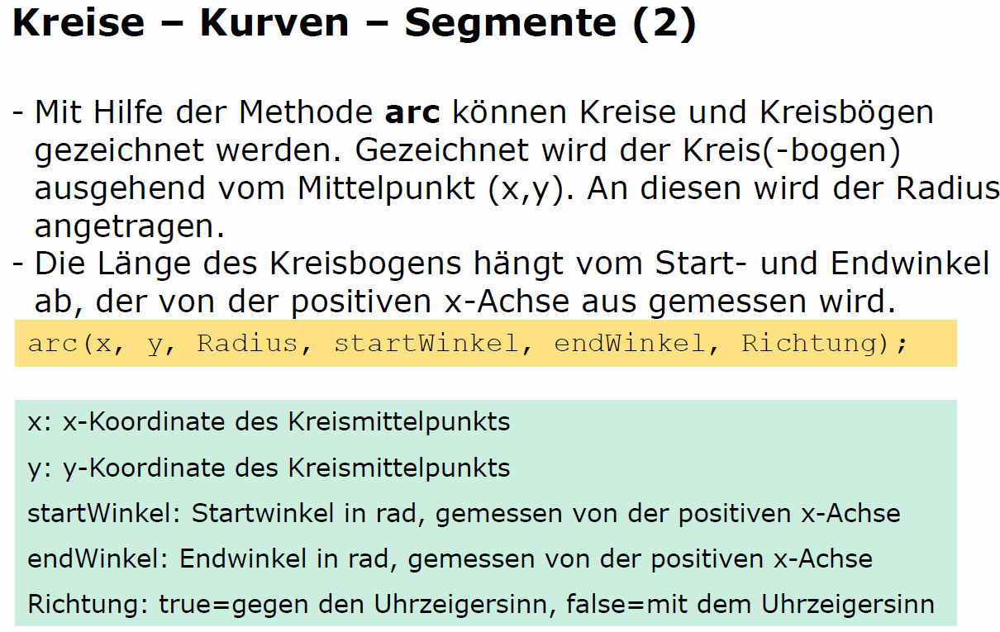 Kreise – Kurven – Segmente (2)
- Mit Hilfe der Methode arc können Kreise und Kreisbögen
gezeichnet werden. Gezeichnet wird der Kreis(-bogen)
ausgehend vom Mittelpunkt (x,y). An diesen wird der Radius
angetragen.
- Die Länge des Kreisbogens hängt vom Start- und Endwinkel
ab, der von der positiven x-Achse aus gemessen wird.
arc(x, y, Radius, startWinkel, endWinkel, Richtung);
x: x-Koordinate des Kreismittelpunkts
y: y-Koordinate des Kreismittelpunkts
startWinkel: Startwinkel in rad, gemessen von der positiven x-Achse
endWinkel: Endwinkel in rad, gemessen von der positiven x-Achse
Richtung: true=gegen den Uhrzeigersinn, false=mit dem Uhrzeigersinn